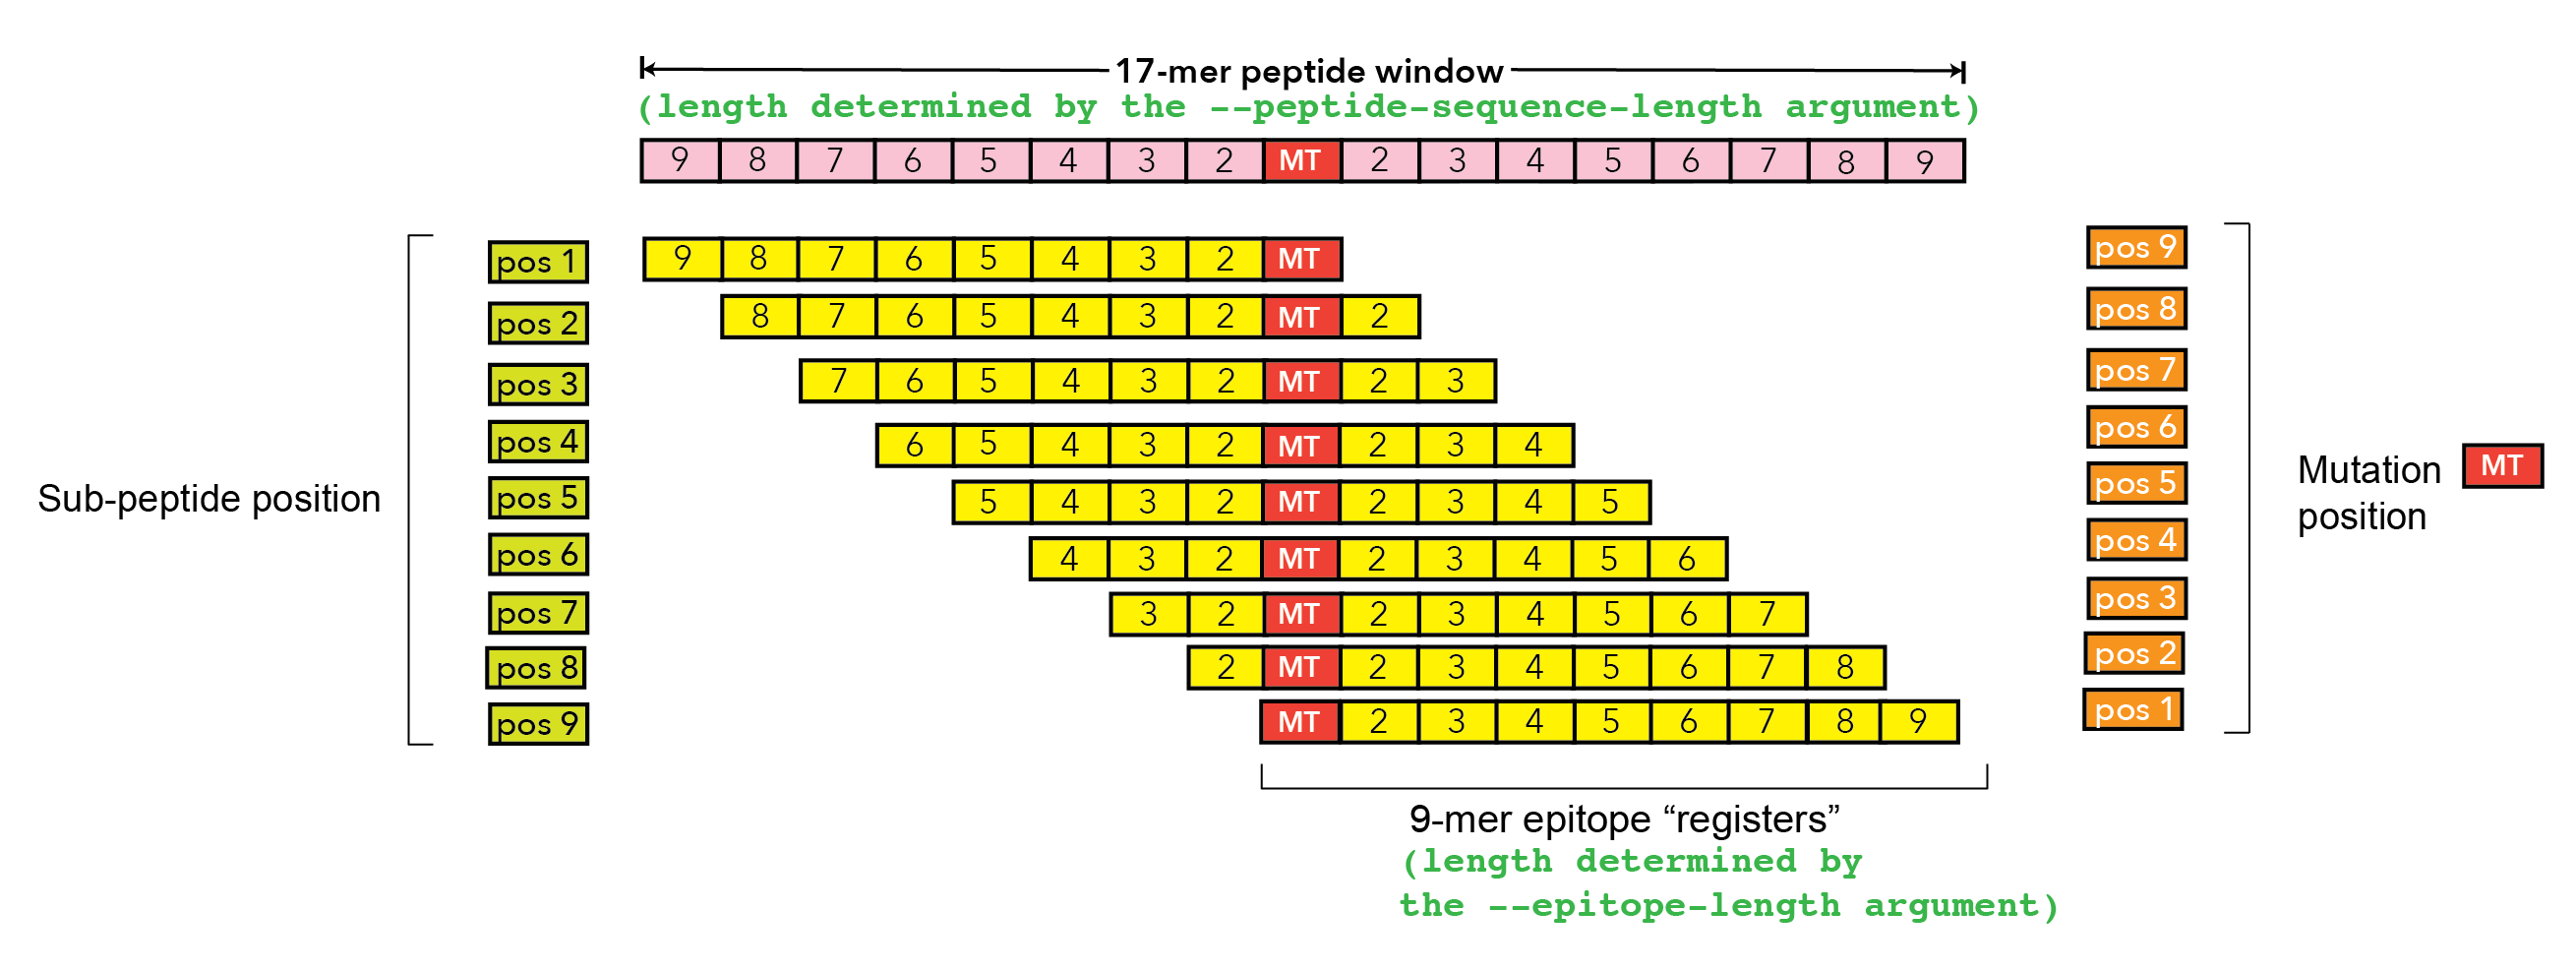 17-mer peptide window
(length determined by the --peptide-sequence-length argument)
9 8 7 6 5 4 3 2 MT 2 3 4 5 6 7 8 9
pos 1 9 8 7 6 5 4 3 2 MT pos 9
pos 2 8 7 6 5 4 3 2 MT 2 pos 8
pos 3 7 6 5 4 3 2 MT 2 3 pos 7
pos 4 6 5 4 3 2 MT 2 3 4 pos 6
Sub-peptide position
pos 5 5 4 3 2 MT 2 3 4 5 pos 5
Mutation MT
position
pos 6 4 3 2 MT 2 3 4 5 6 pos 4
pos 7 3 2 MT 2 3 4 5 6 7 pos 3
pos 8 2 MT 2 3 4 5 6 7 8 pos 2
pos 9 MT 2 3 4 5 6 7 8 9 pos 1
9-mer epitope “registers”
(length determined by
the --epitope-length argument)